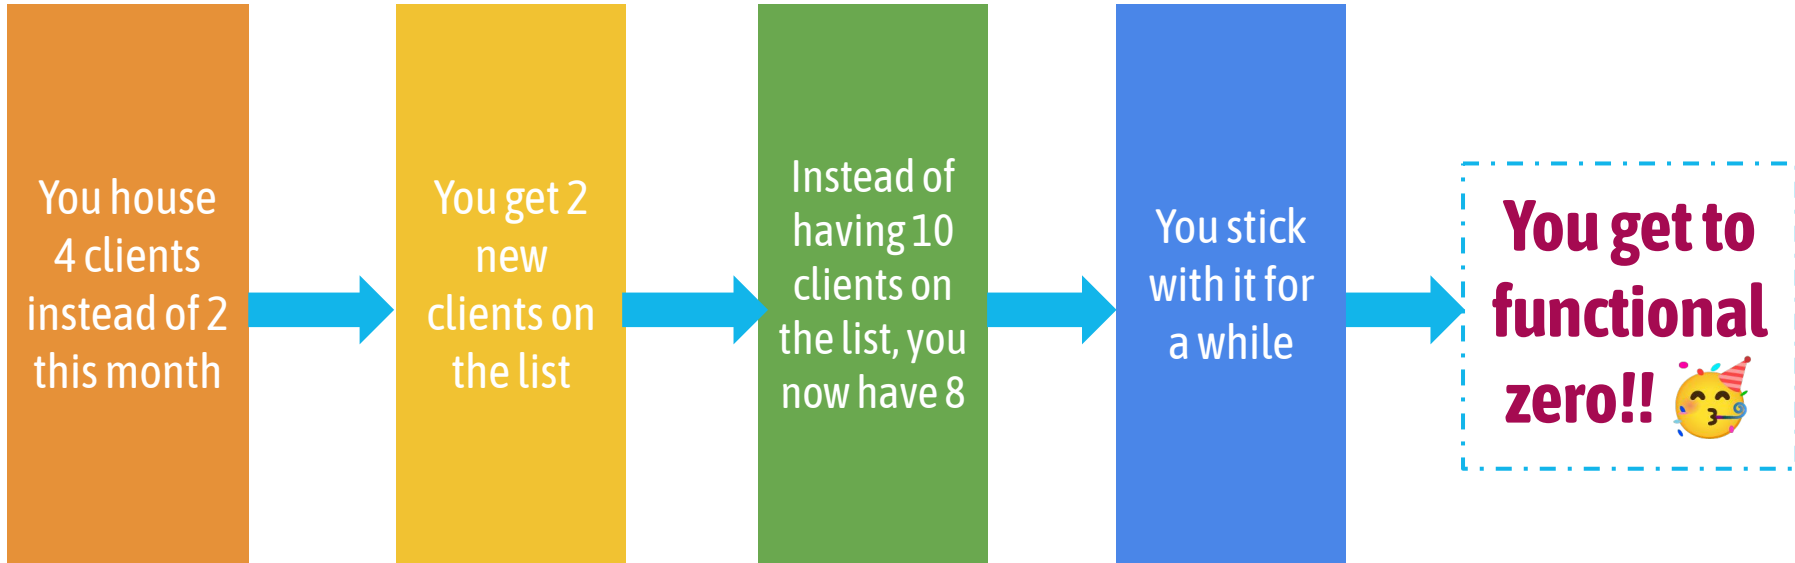 You house
4 clients
instead of 2
this month
You get 2
new
clients on
the list
Instead of
having 10
clients on
the list, you
now have 8
You stick
with it for
a while
You get to
functional
zero!! 🥳